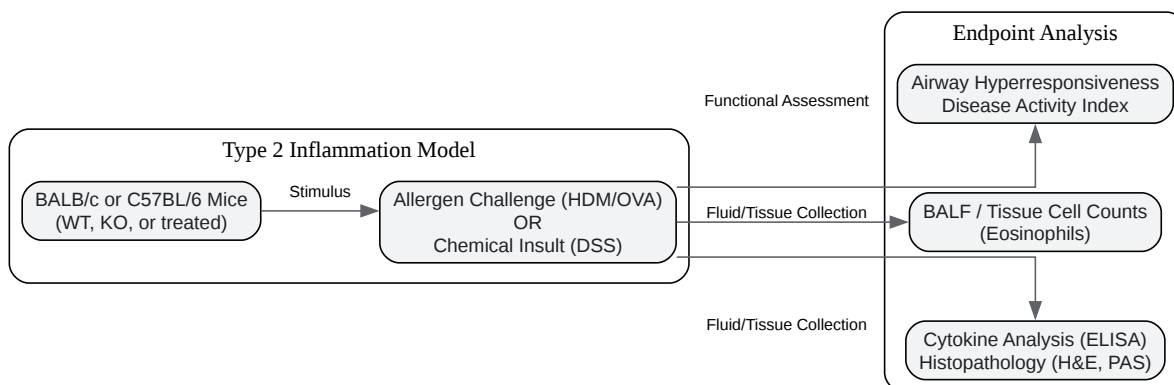 Endpoint Analysis
Airway Hyperresponsiveness
Disease Activity Index
Functional Assessment
Type 2 Inflammation Model
BALB/c or C57BL/6 Mice
(WT, KO, or treated)
Stimulus
Allergen Challenge (HDM/OVA)
OR
Chemical Insult (DSS)
Fluid/Tissue Collection
BALF / Tissue Cell Counts
(Eosinophils)
Fluid/Tissue Collection
Cytokine Analysis (ELISA)
Histopathology (H&E, PAS)